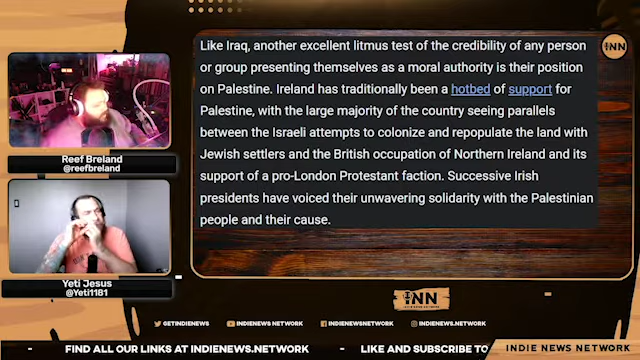 Like Iraq, another excellent litmus test of the credibility of any person
or group presenting themselves as a moral authority is their position
on Palestine. Ireland has traditionally been a hotbed of support for
Palestine, with the large majority of the country seeing parallels
between the Israeli attempts to colonize and repopulate the land with
Jewish settlers and the British occupation of Northern Ireland and its
support of a pro-London Protestant faction. Successive Irish
presidents have voiced their unwavering solidarity with the Palestinian
people and their cause.
INN
Reef Breland
@reefbreland
Yeti Jesus
@Yeti1181
INN
INDIE NEWS NETWORK
GETINDIENEWS
INDIENEWS NETWORK
INDIENEWS NETWORK
INDIENEWS NETWORK
- FIND ALL OUR LINKS AT INDIENEWS.NETWORK - LIKE AND SUBSCRIBE TO
INDIE NEWS NETWORK